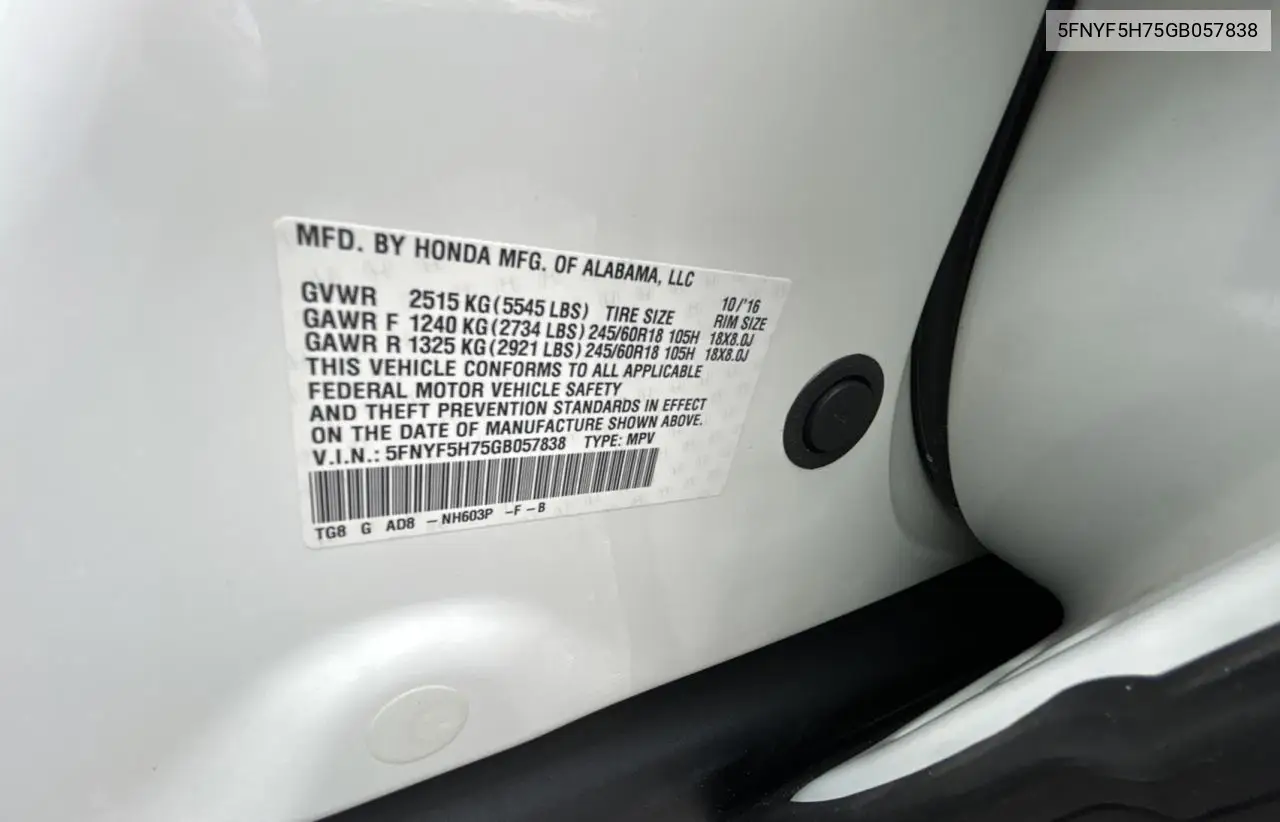 5FNYF5H75GB057838
MFD. BY HONDA MFG. OF ALABAMA, LLC
10/'16
GVWR 2515 KG (5545 LBS) TIRE SIZE RIM SIZE
GAWR F 1240 KG (2734 LBS) 245/60R18 105H 18X8.0J
GAWR R 1325 KG (2921 LBS) 245/60R18 105H 18X8.0J
THIS VEHICLE CONFORMS TO ALL APPLICABLE
FEDERAL MOTOR VEHICLE SAFETY
AND THEFT PREVENTION STANDARDS IN EFFECT
ON THE DATE OF MANUFACTURE SHOWN ABOVE.
V.I.N.: 5FNYF5H75GB057838 TYPE: MPV
TG8 G AD8 – NH603P – F – B